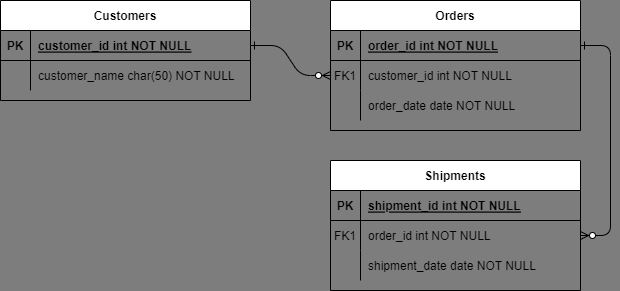 Customers
PK customer_id int NOT NULL
customer_name char(50) NOT NULL
Orders
PK order_id int NOT NULL
FK1 customer_id int NOT NULL
order_date date NOT NULL
Shipments
PK shipment_id int NOT NULL
FK1 order_id int NOT NULL
shipment_date date NOT NULL